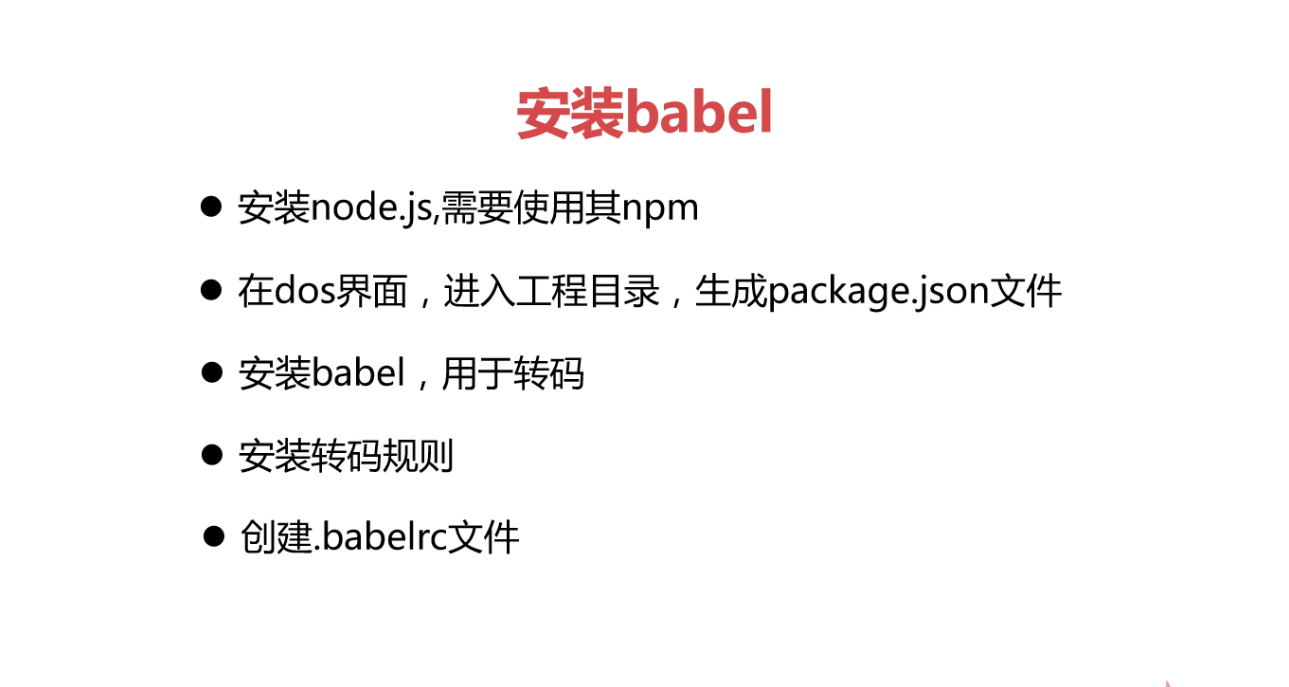 安装babel
● 安装node.js,需要使用其npm
● 在dos界面，进入工程目录，生成package.json文件
● 安装babel，用于转码
● 安装转码规则
● 创建.babelrc文件